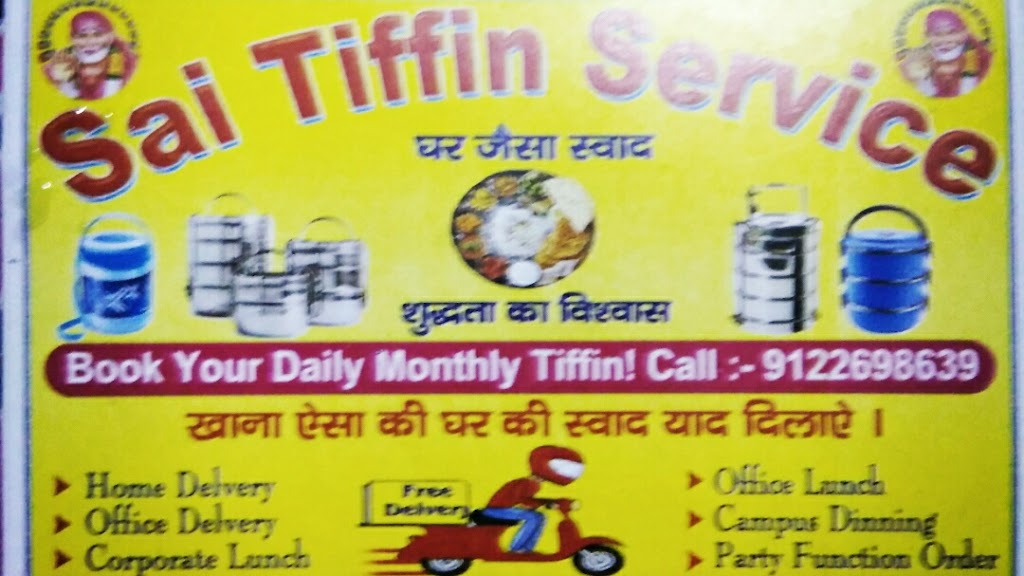 Sai Tiffin Service
घर जैसा स्वाद
शुद्धता का विश्वास
Book Your Daily Monthly Tiffin! Call :- 9122698639
खाना ऐसा की घर की स्वाद याद दिलाऐ ।
Home Delvery
Office Delvery
Corporate Lunch
Free
Delvery
Office Lunch
Campus Dinning
Party Function Order